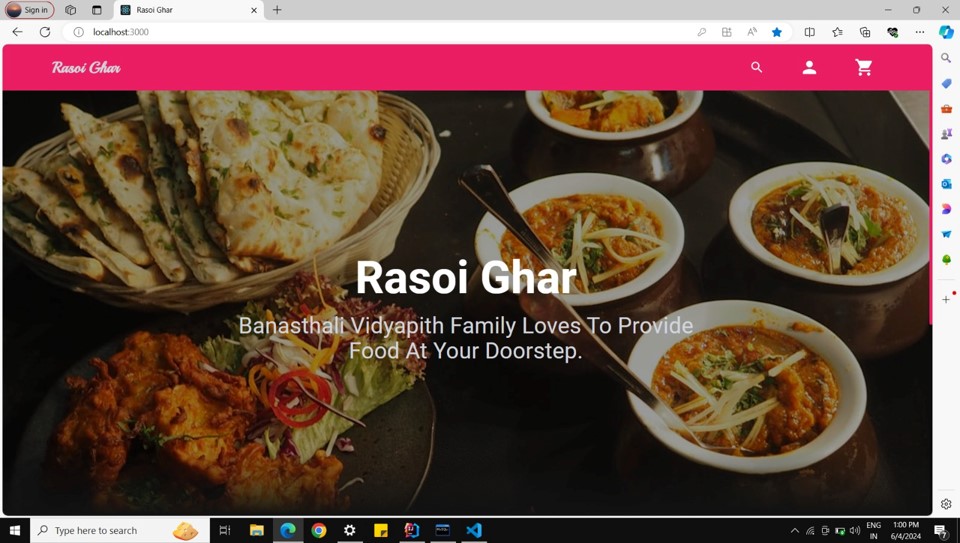 Sign in
Rasoi Ghar
localhost:3000
Rasoi Ghar
Rasoi Ghar
Banasthali Vidyapith Family Loves To Provide
Food At Your Doorstep.
Type here to search
ENG
IN
1:00 PM
6/4/2024
7